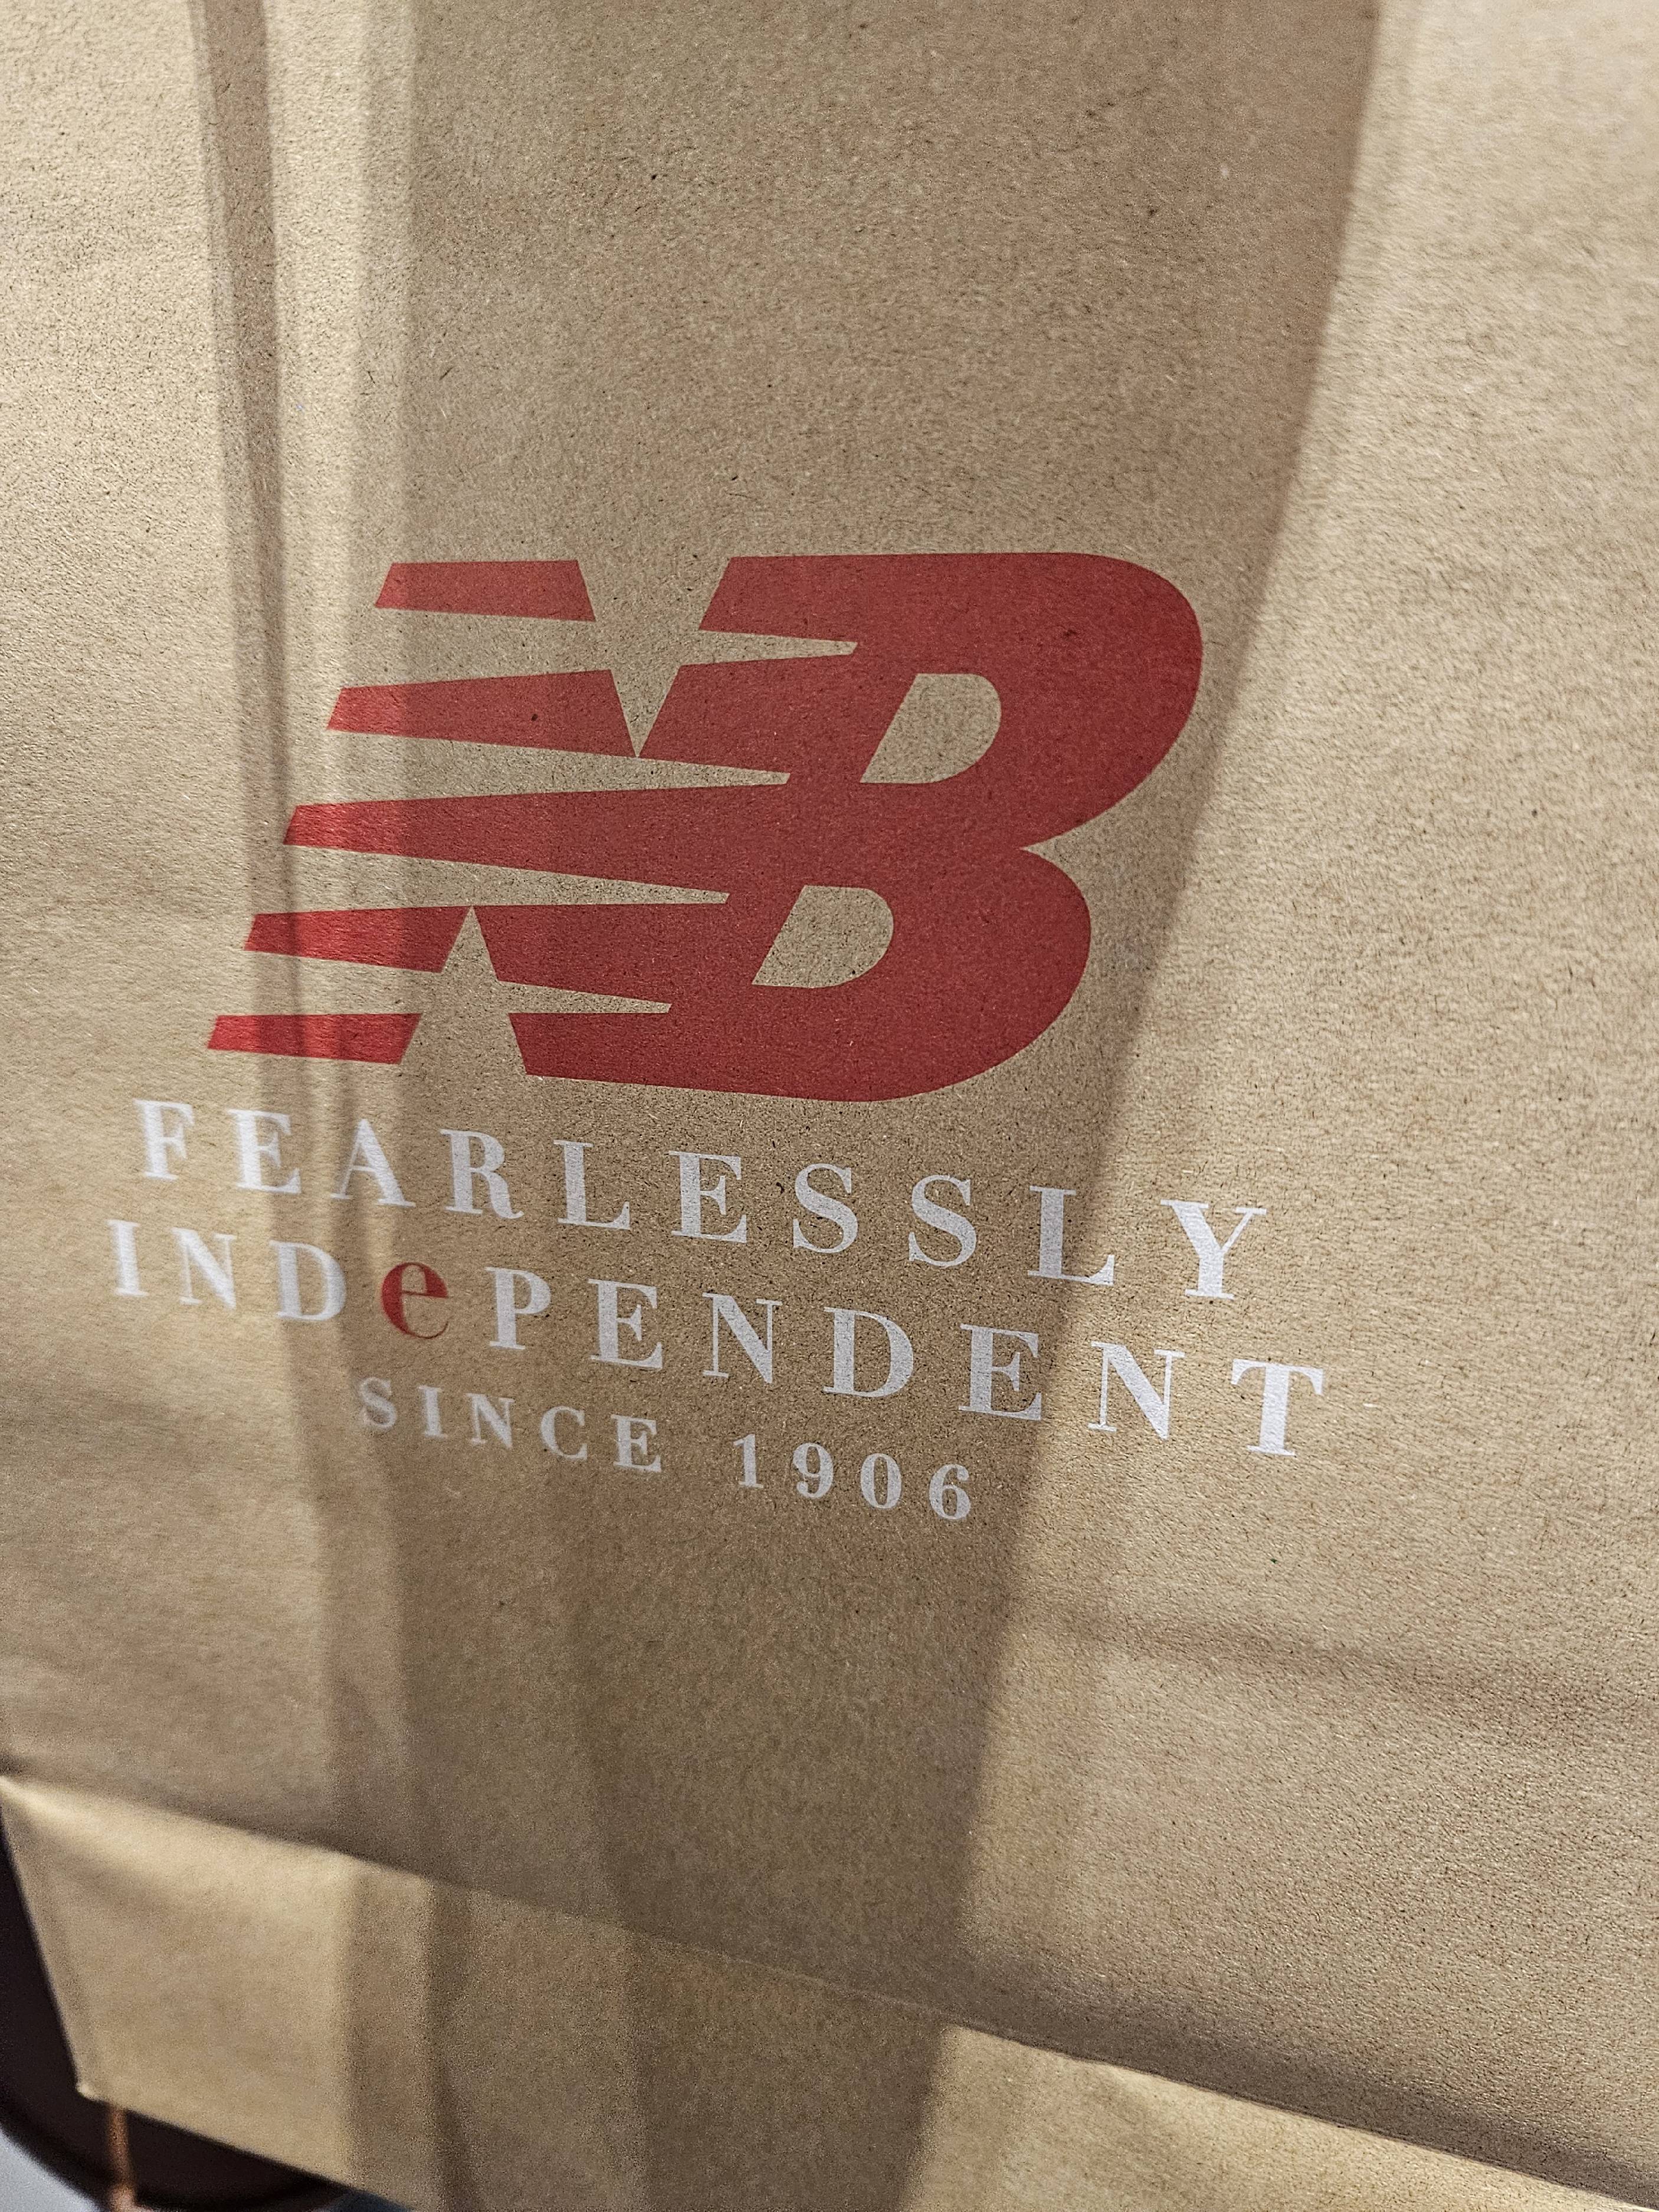 NB
FEARLESSLY
INDePENDENT
SINCE 1906